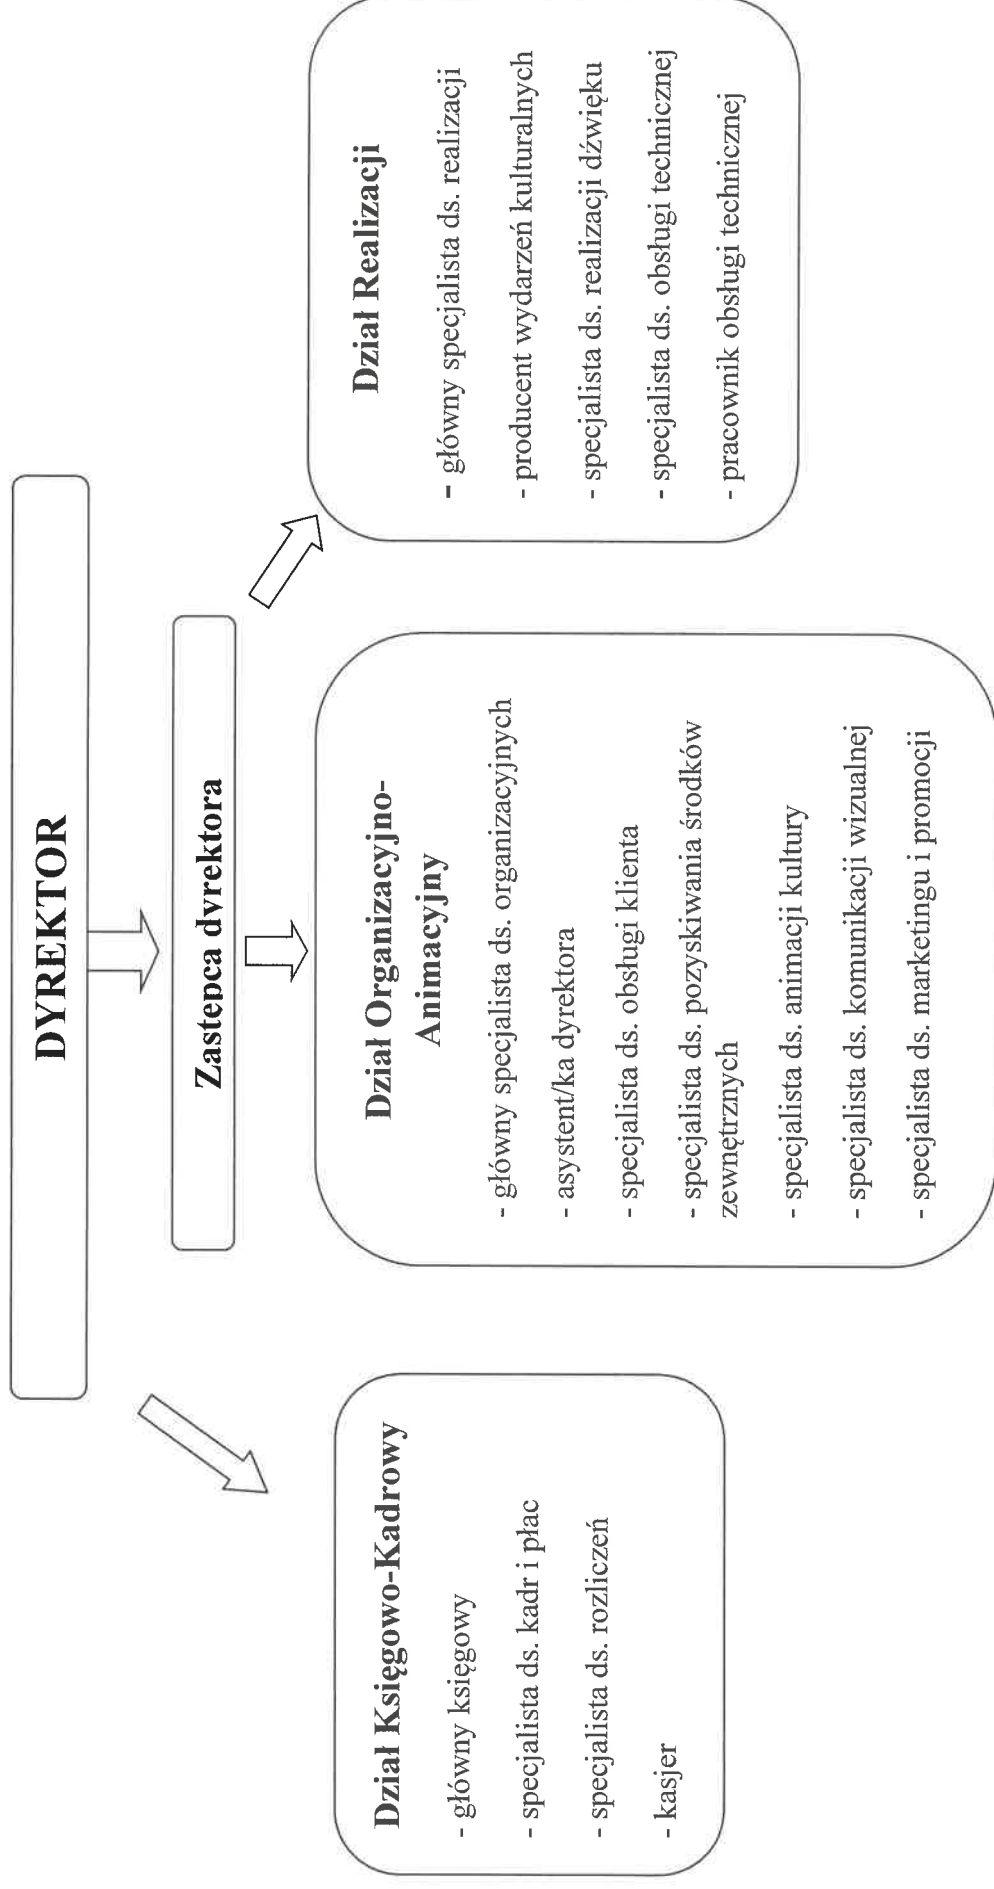 DYREKTOR
Zastępca dyrektora
Dział Księgowo-Kadrowy
- główny księgowy
- specjalista ds. kadr i płac
- specjalista ds. rozliczeń
- kasjer
Dział Organizacyjno-
Animacyjny
- główny specjalista ds. organizacyjnych
- asystent/ka dyrektora
- specjalista ds. obsługi klienta
- specjalista ds. pozyskiwania środków
zewnętrznych
- specjalista ds. animacji kultury
- specjalista ds. komunikacji wizualnej
- specjalista ds. marketingu i promocji
Dział Realizacji
- główny specjalista ds. realizacji
- producent wydarzeń kulturalnych
- specjalista ds. realizacji dźwięku
- specjalista ds. obsługi technicznej
- pracownik obsługi technicznej